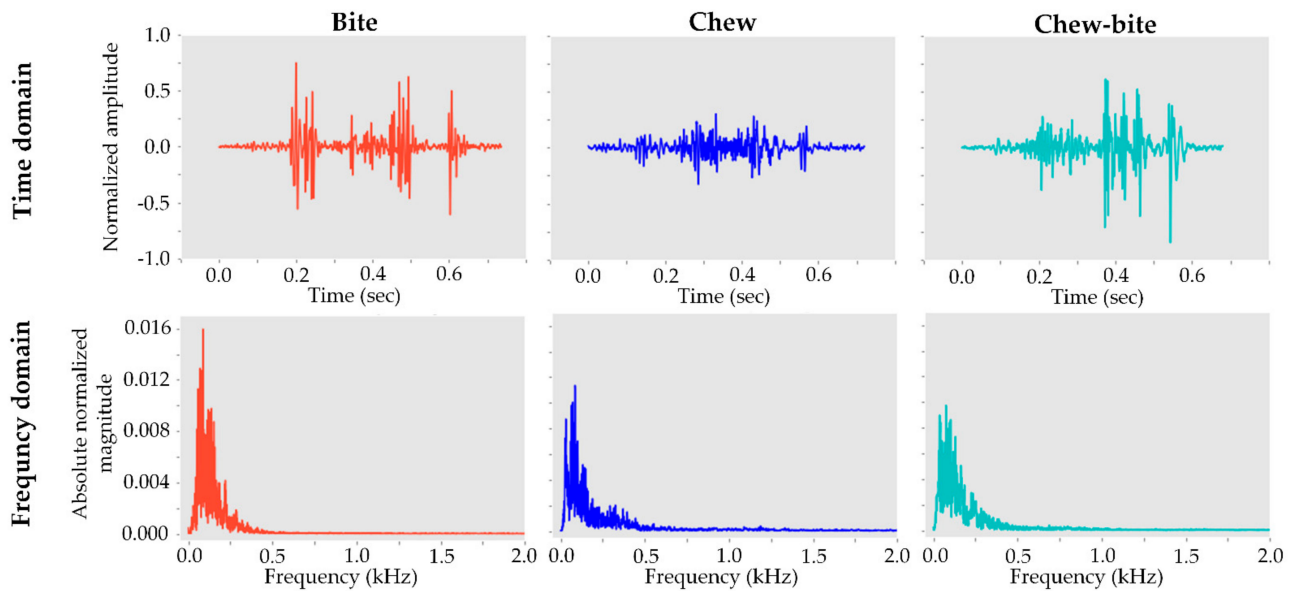 Bite
Chew
Chew-bite
Time domain
Normalized amplitude
1.0
0.5
0.0
-0.5
-1.0
0.0 0.2 0.4 0.6
Time (sec)
0.0 0.2 0.4 0.6
Time (sec)
0.0 0.2 0.4 0.6
Time (sec)
Frequncy domain
Absolute normalized
magnitude
0.016
0.012
0.008
0.004
0.000
0.0 0.5 1.0 1.5 2.0
Frequency (kHz)
0.0 0.5 1.0 1.5 2.0
Frequency (kHz)
0.0 0.5 1.0 1.5 2.0
Frequency (kHz)